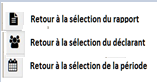 Retour à la sélection du rapport
Retour à la sélection du déclarant
Retour à la sélection de la période